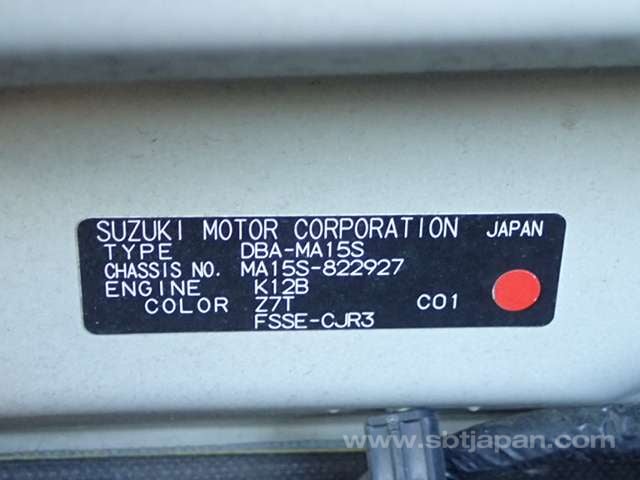 SUZUKI MOTOR CORPORATION JAPAN
TYPE DBA-MA15S
CHASSIS NO. MA15S-822927
ENGINE K12B
COLOR Z7T C01
FSSE-CJR3
www.sbtjapan.com